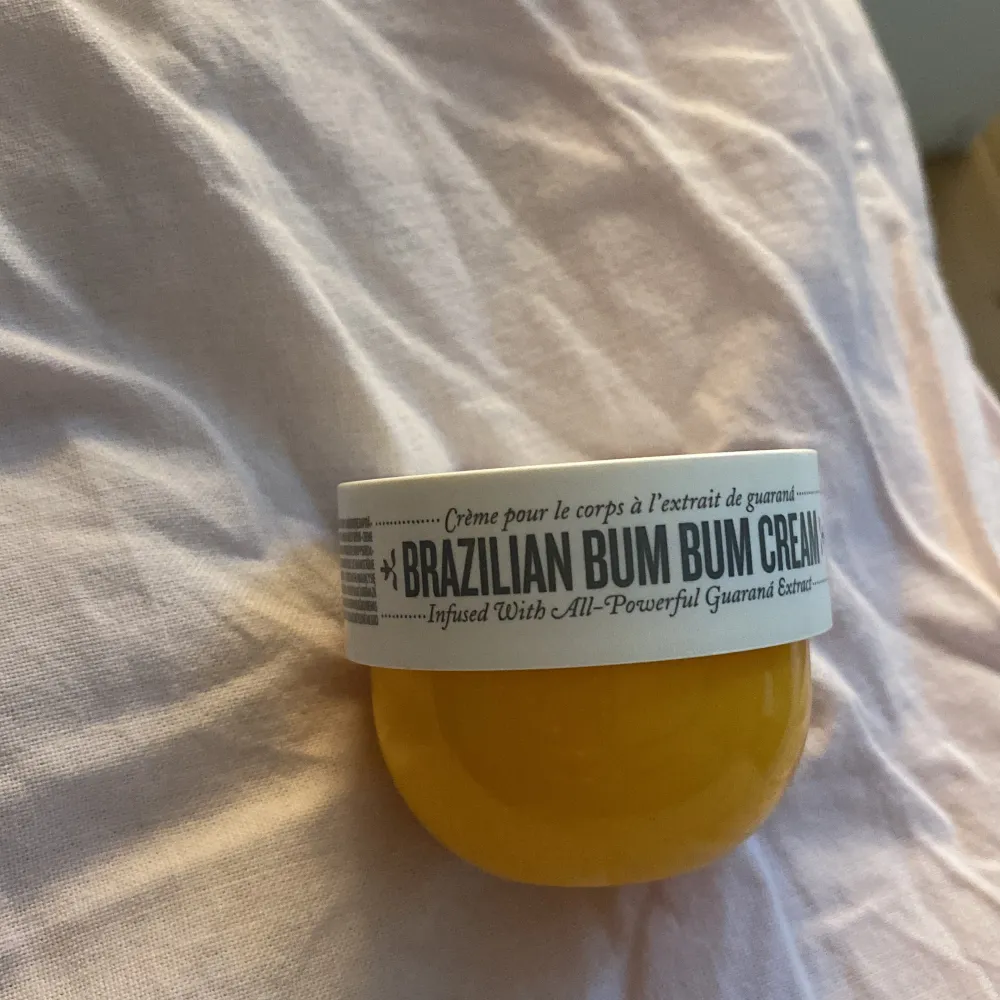 Crème pour le corps à l'extrait de guaraná
BRAZILIAN BUM BUM CREAM
Infused With All-Powerful Guaraná Extract